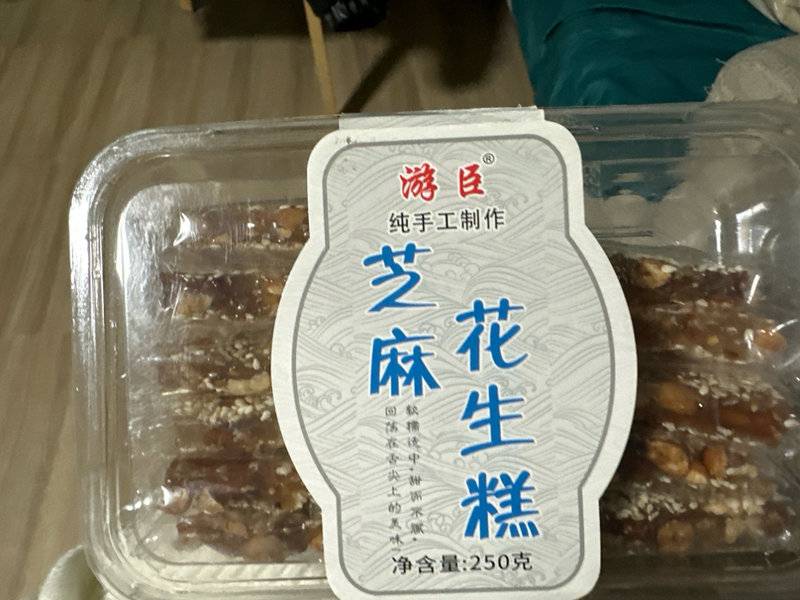 游臣®
纯手工制作
芝麻
花生糕
软糯适中·甜而不腻·
回荡在舌尖上的美味
净含量:250克